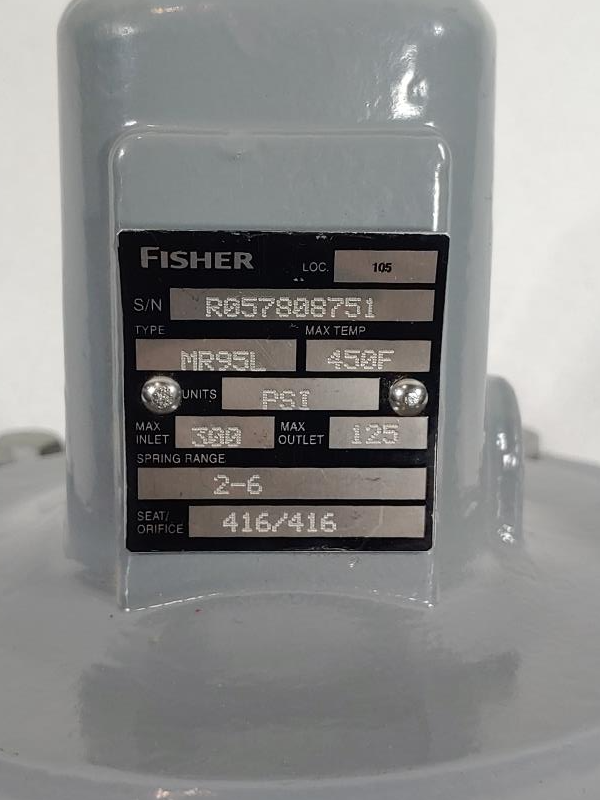 FISHER LOC. 105
S/N R057808751
TYPE MAX TEMP
MR95L 450F
UNITS PSI
MAX INLET 300 MAX OUTLET 125
SPRING RANGE
2-6
SEAT/ORIFICE 416/416